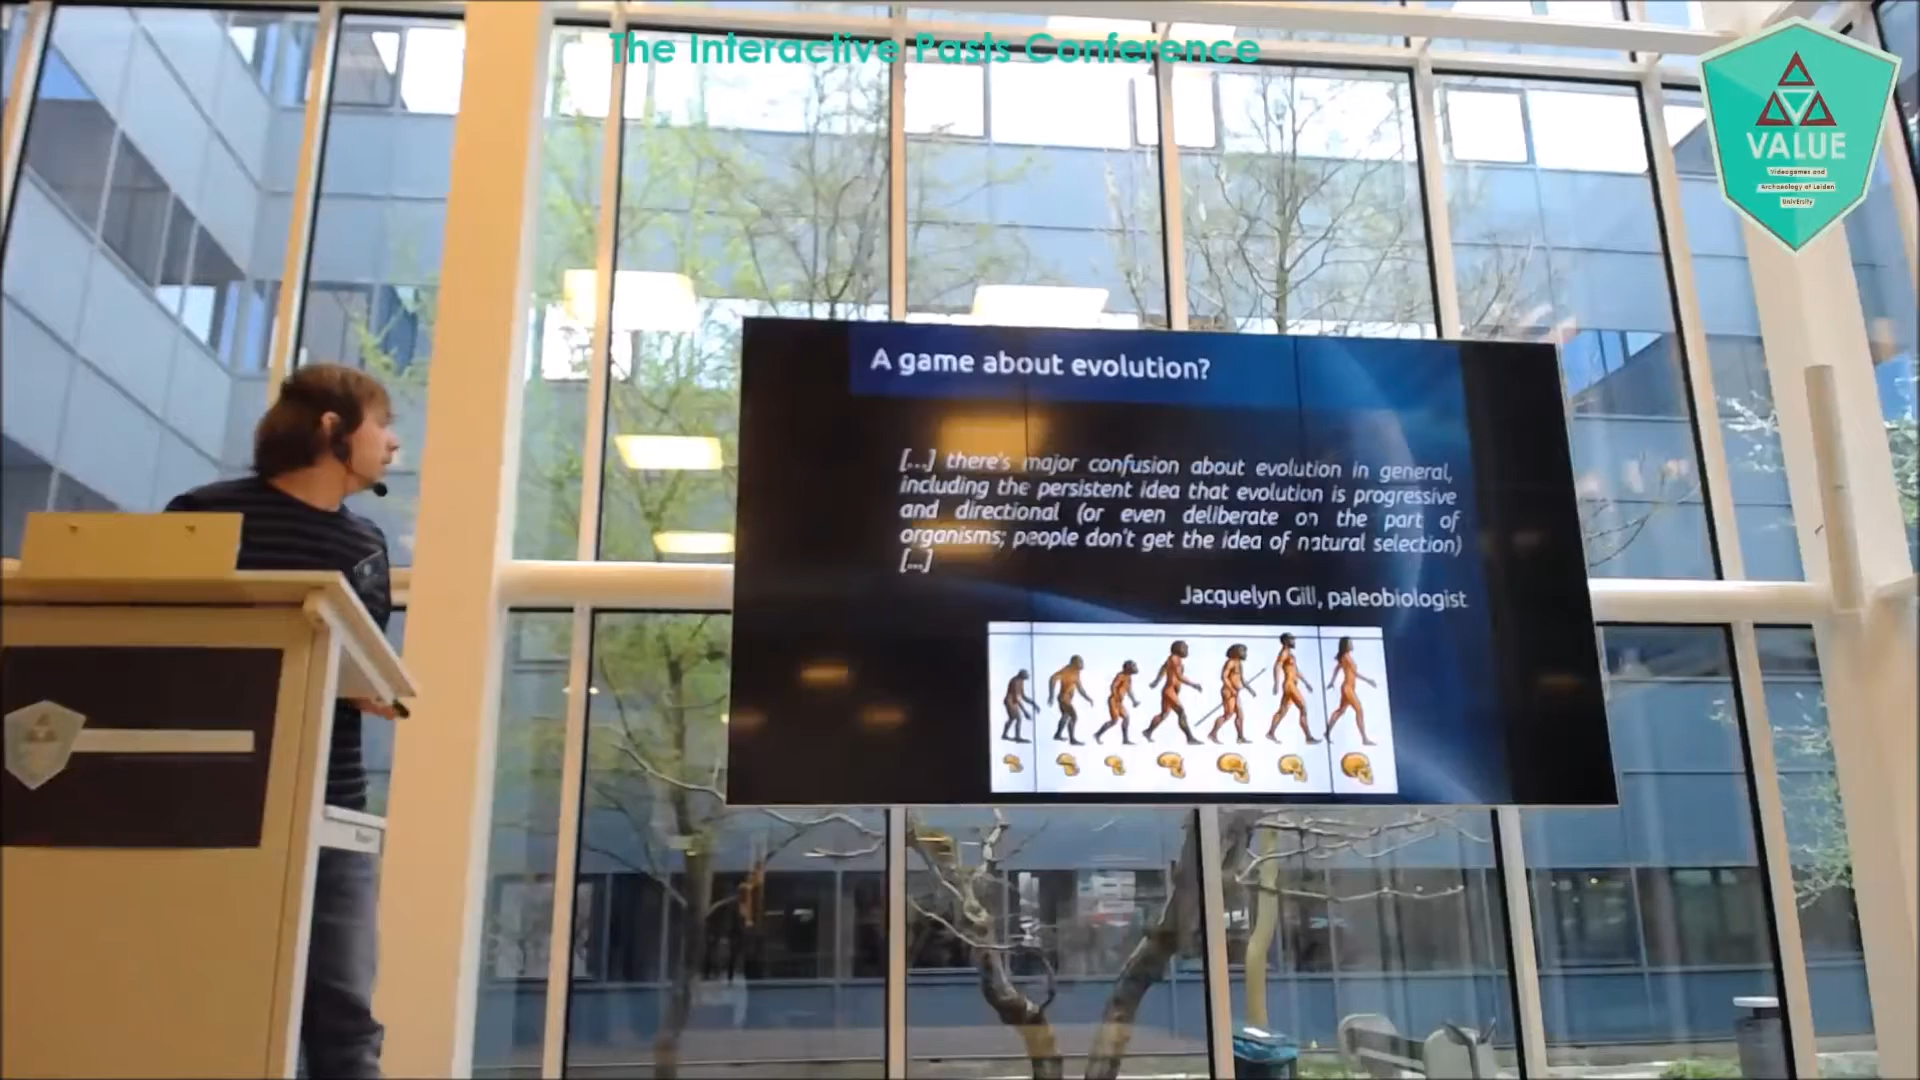 The Interactive Pasts Conference
VALUE
Videogames and
Archaeology at Leiden
University
A game about evolution?
[...] there's major confusion about evolution in general,
including the persistent idea that evolution is progressive
and directional (or even deliberate on the part of
organisms; people don't get the idea of natural selection)
[...]
Jacquelyn Gill, paleobiologist